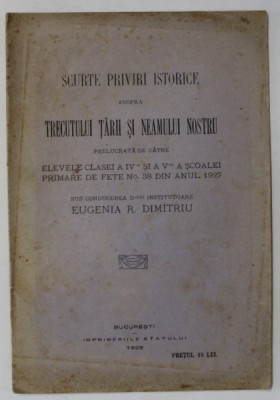 SCURTE PRIVIRI ISTORICE
ASUPRA
TRECUTULUI ȚĂRII ȘI NEAMULUI NOSTRU
PRELUCRATĂ DE CĂTRE
ELEVELE CLASEI A IV-a ȘI A V-a A ȘCOALEI
PRIMARE DE FETE No. 38 DIN ANUL 1927
SUB CONDUCEREA D-nei INSTITUTOARE
EUGENIA R. DIMITRIU
BUCUREȘTI
IMPRIMERIILE STATULUI
1928
PREȚUL 15 LEI.